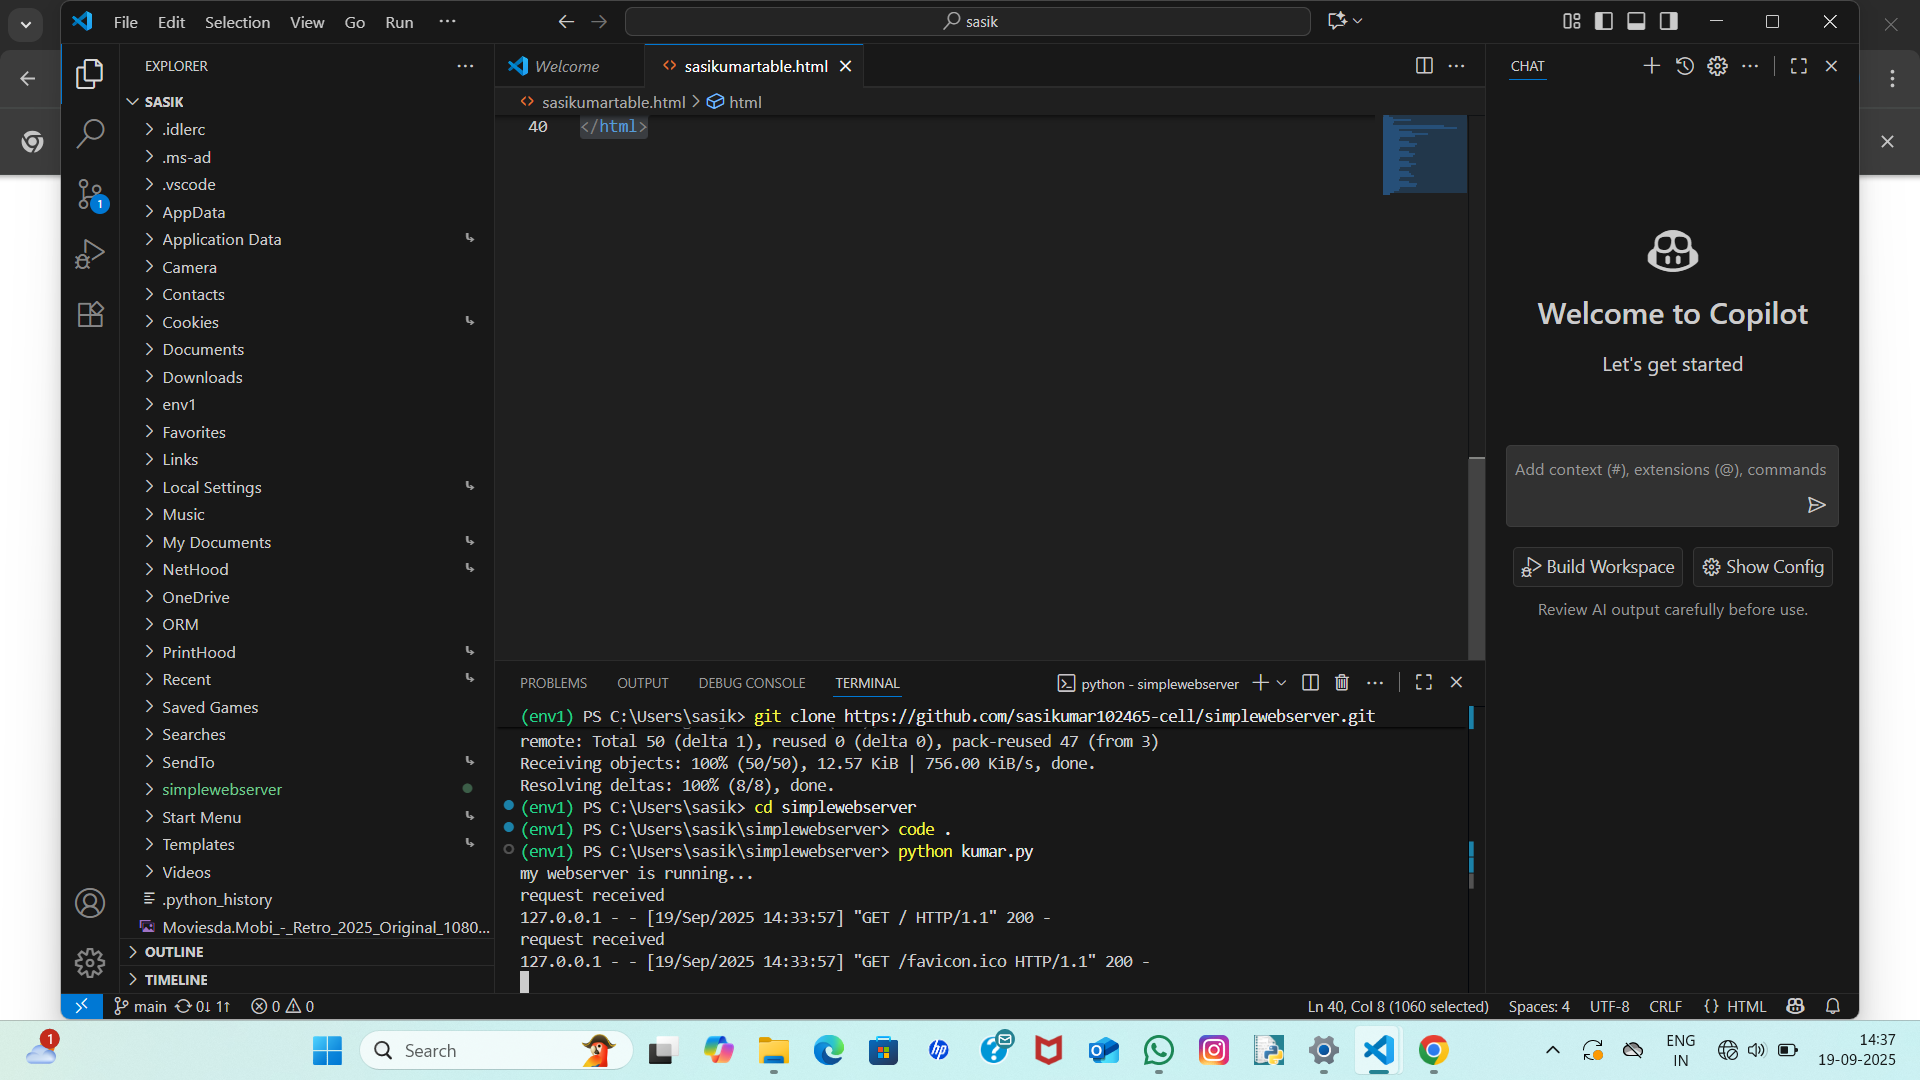 File Edit Selection View Go Run ···
sasik
EXPLORER
SASIK
.idlerc
.ms-ad
.vscode
AppData
Application Data
Camera
Contacts
Cookies
Documents
Downloads
env1
Favorites
Links
Local Settings
Music
My Documents
NetHood
OneDrive
ORM
PrintHood
Recent
Saved Games
Searches
SendTo
simplewebserver
Start Menu
Templates
Videos
.python_history
Moviesda.Mobi_-_Retro_2025_Original_1080...
OUTLINE
TIMELINE
Welcome
sasikumartable.html
sasikumartable.html > html
40 </html>
PROBLEMS OUTPUT DEBUG CONSOLE TERMINAL
python - simplewebserver
(env1) PS C:\Users\sasik> git clone https://github.com/sasikumar102465-cell/simplewebserver.git
remote: Total 50 (delta 1), reused 0 (delta 0), pack-reused 47 (from 3)
Receiving objects: 100% (50/50), 12.57 KiB | 756.00 KiB/s, done.
Resolving deltas: 100% (8/8), done.
(env1) PS C:\Users\sasik> cd simplewebserver
(env1) PS C:\Users\sasik\simplewebserver> code .
(env1) PS C:\Users\sasik\simplewebserver> python kumar.py
my webserver is running...
request received
127.0.0.1 - - [19/Sep/2025 14:33:57] "GET / HTTP/1.1" 200 -
request received
127.0.0.1 - - [19/Sep/2025 14:33:57] "GET /favicon.ico HTTP/1.1" 200 -
CHAT
Welcome to Copilot
Let's get started
Add context (#), extensions (@), commands
Build Workspace
Show Config
Review AI output carefully before use.
main 0↓ 1↑ 0 0
Ln 40, Col 8 (1060 selected) Spaces: 4 UTF-8 CRLF {} HTML
1
1
Search
hp
ENG
IN
14:37
19-09-2025